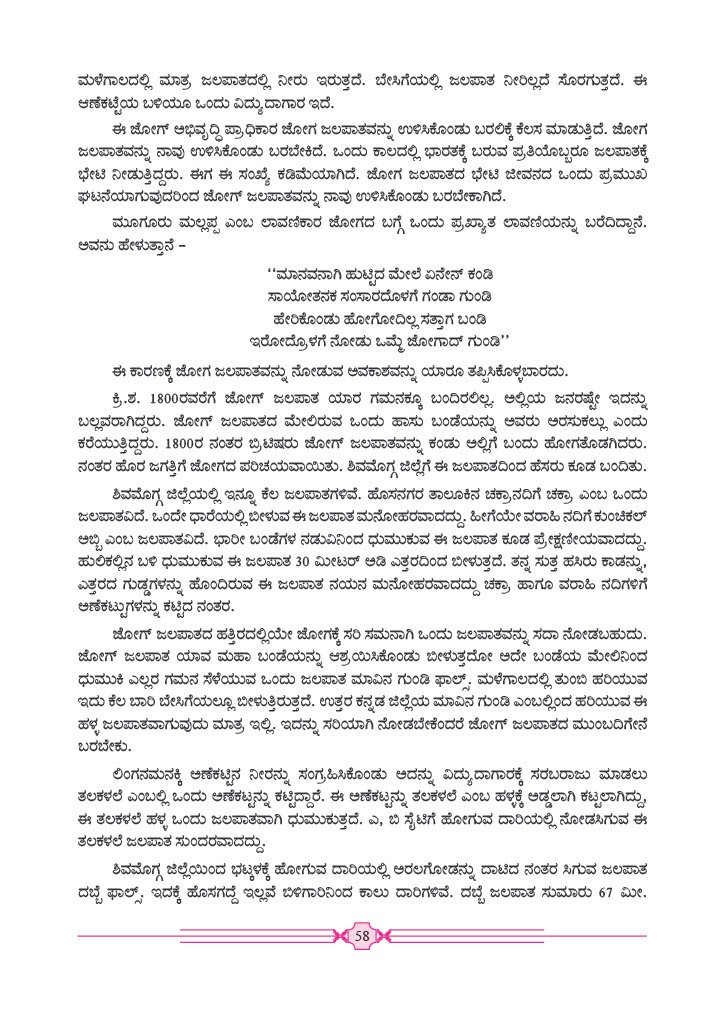 ಮಳೆಗಾಲದಲ್ಲಿ ಮಾತ್ರ ಜಲಪಾತದಲ್ಲಿ ನೀರು ಇರುತ್ತದೆ. ಬೇಸಿಗೆಯಲ್ಲಿ ಜಲಪಾತ ನೀರಿಲ್ಲದೆ ಸೊರಗುತ್ತದೆ. ಈ
ಆಣೆಕಟ್ಟೆಯ ಬಳಿಯೂ ಒಂದು ವಿದ್ಯುದಾಗಾರ ಇದೆ.
ಈ ಜೋಗ್ ಅಭಿವೃದ್ಧಿ ಪ್ರಾಧಿಕಾರ ಜೋಗ ಜಲಪಾತವನ್ನು ಉಳಿಸಿಕೊಂಡು ಬರಲಿಕ್ಕೆ ಕೆಲಸ ಮಾಡುತ್ತಿದೆ. ಜೋಗ
ಜಲಪಾತವನ್ನು ನಾವು ಉಳಿಸಿಕೊಂಡು ಬರಬೇಕಿದೆ. ಒಂದು ಕಾಲದಲ್ಲಿ ಭಾರತಕ್ಕೆ ಬರುವ ಪ್ರತಿಯೊಬ್ಬರೂ ಜಲಪಾತಕ್ಕೆ
ಭೇಟಿ ನೀಡುತ್ತಿದ್ದರು. ಈಗ ಈ ಸಂಖ್ಯೆ ಕಡಿಮೆಯಾಗಿದೆ. ಜೋಗ ಜಲಪಾತದ ಭೇಟಿ ಜೀವನದ ಒಂದು ಪ್ರಮುಖ
ಘಟನೆಯಾಗುವುದರಿಂದ ಜೋಗ್ ಜಲಪಾತವನ್ನು ನಾವು ಉಳಿಸಿಕೊಂಡು ಬರಬೇಕಾಗಿದೆ.
ಮೂಗೂರು ಮಲ್ಲಪ್ಪ ಎಂಬ ಲಾವಣಿಕಾರ ಜೋಗದ ಬಗ್ಗೆ ಒಂದು ಪ್ರಖ್ಯಾತ ಲಾವಣಿಯನ್ನು ಬರೆದಿದ್ದಾನೆ.
ಅವನು ಹೇಳುತ್ತಾನೆ –
‘‘ಮಾನವನಾಗಿ ಹುಟ್ಟಿದ ಮೇಲೆ ಏನೇನ್ ಕಂಡಿ
ಸಾಯೋತನಕ ಸಂಸಾರದೊಳಗೆ ಗಂಡಾ ಗುಂಡಿ
ಹೇರಿಕೊಂಡು ಹೋಗೋದಿಲ್ಲ ಸತ್ತಾಗ ಬಂಡಿ
ಇರೋದ್ರೊಳಗೆ ನೋಡು ಒಮ್ಮೆ ಜೋಗಾದ್ ಗುಂಡಿ’’
ಈ ಕಾರಣಕ್ಕೆ ಜೋಗ ಜಲಪಾತವನ್ನು ನೋಡುವ ಅವಕಾಶವನ್ನು ಯಾರೂ ತಪ್ಪಿಸಿಕೊಳ್ಳಬಾರದು.
ಕ್ರಿ.ಶ. 1800ರವರೆಗೆ ಜೋಗ್ ಜಲಪಾತ ಯಾರ ಗಮನಕ್ಕೂ ಬಂದಿರಲಿಲ್ಲ. ಅಲ್ಲಿಯ ಜನರಷ್ಟೇ ಇದನ್ನು
ಬಲ್ಲವರಾಗಿದ್ದರು. ಜೋಗ್ ಜಲಪಾತದ ಮೇಲಿರುವ ಒಂದು ಹಾಸು ಬಂಡೆಯನ್ನು ಅವರು ಅರಸುಕಲ್ಲು ಎಂದು
ಕರೆಯುತ್ತಿದ್ದರು. 1800ರ ನಂತರ ಬ್ರಿಟಿಷರು ಜೋಗ್ ಜಲಪಾತವನ್ನು ಕಂಡು ಅಲ್ಲಿಗೆ ಬಂದು ಹೋಗತೊಡಗಿದರು.
ನಂತರ ಹೊರ ಜಗತ್ತಿಗೆ ಜೋಗದ ಪರಿಚಯವಾಯಿತು. ಶಿವಮೊಗ್ಗ ಜಿಲ್ಲೆಗೆ ಈ ಜಲಪಾತದಿಂದ ಹೆಸರು ಕೂಡ ಬಂದಿತು.
ಶಿವಮೊಗ್ಗ ಜಿಲ್ಲೆಯಲ್ಲಿ ಇನ್ನೂ ಕೆಲ ಜಲಪಾತಗಳಿವೆ. ಹೊಸನಗರ ತಾಲೂಕಿನ ಚಕ್ರಾನದಿಗೆ ಚಕ್ರಾ ಎಂಬ ಒಂದು
ಜಲಪಾತವಿದೆ. ಒಂದೇ ಧಾರೆಯಲ್ಲಿ ಬೀಳುವ ಈ ಜಲಪಾತ ಮನೋಹರವಾದದ್ದು. ಹೀಗೆಯೇ ವರಾಹಿ ನದಿಗೆ ಕುಂಚಿಕಲ್
ಅಬ್ಬಿ ಎಂಬ ಜಲಪಾತವಿದೆ. ಭಾರೀ ಬಂಡೆಗಳ ನಡುವಿನಿಂದ ಧುಮುಕುವ ಈ ಜಲಪಾತ ಕೂಡ ಪ್ರೇಕ್ಷಣೀಯವಾದದ್ದು.
ಹುಲಿಕಲ್ಲಿನ ಬಳಿ ಧುಮುಕುವ ಈ ಜಲಪಾತ 30 ಮೀಟರ್ ಅಡಿ ಎತ್ತರದಿಂದ ಬೀಳುತ್ತದೆ. ತನ್ನ ಸುತ್ತ ಹಸಿರು ಕಾಡನ್ನು,
ಎತ್ತರದ ಗುಡ್ಡಗಳನ್ನು ಹೊಂದಿರುವ ಈ ಜಲಪಾತ ನಯನ ಮನೋಹರವಾದದ್ದು ಚಕ್ರಾ ಹಾಗೂ ವರಾಹಿ ನದಿಗಳಿಗೆ
ಅಣೆಕಟ್ಟುಗಳನ್ನು ಕಟ್ಟಿದ ನಂತರ.
ಜೋಗ್ ಜಲಪಾತದ ಹತ್ತಿರದಲ್ಲಿಯೇ ಜೋಗಕ್ಕೆ ಸರಿ ಸಮನಾಗಿ ಒಂದು ಜಲಪಾತವನ್ನು ಸದಾ ನೋಡಬಹುದು.
ಜೋಗ್ ಜಲಪಾತ ಯಾವ ಮಹಾ ಬಂಡೆಯನ್ನು ಆಶ್ರಯಿಸಿಕೊಂಡು ಬೀಳುತ್ತದೋ ಅದೇ ಬಂಡೆಯ ಮೇಲಿನಿಂದ
ಧುಮುಕಿ ಎಲ್ಲರ ಗಮನ ಸೆಳೆಯುವ ಒಂದು ಜಲಪಾತ ಮಾವಿನ ಗುಂಡಿ ಫಾಲ್ಸ್. ಮಳೆಗಾಲದಲ್ಲಿ ತುಂಬಿ ಹರಿಯುವ
ಇದು ಕೆಲ ಬಾರಿ ಬೇಸಿಗೆಯಲ್ಲೂ ಬೀಳುತ್ತಿರುತ್ತದೆ. ಉತ್ತರ ಕನ್ನಡ ಜಿಲ್ಲೆಯ ಮಾವಿನ ಗುಂಡಿ ಎಂಬಲ್ಲಿಂದ ಹರಿಯುವ ಈ
ಹಳ್ಳ ಜಲಪಾತವಾಗುವುದು ಮಾತ್ರ ಇಲ್ಲಿ. ಇದನ್ನು ಸರಿಯಾಗಿ ನೋಡಬೇಕೆಂದರೆ ಜೋಗ್ ಜಲಪಾತದ ಮುಂಬದಿಗೇನೆ
ಬರಬೇಕು.
ಲಿಂಗನಮನಕ್ಕಿ ಅಣೆಕಟ್ಟಿನ ನೀರನ್ನು ಸಂಗ್ರಹಿಸಿಕೊಂಡು ಅದನ್ನು ವಿದ್ಯುದಾಗಾರಕ್ಕೆ ಸರಬರಾಜು ಮಾಡಲು
ತಲಕಳಲೆ ಎಂಬಲ್ಲಿ ಒಂದು ಅಣೆಕಟ್ಟನ್ನು ಕಟ್ಟಿದ್ದಾರೆ. ಈ ಅಣೆಕಟ್ಟನ್ನು ತಲಕಳಲೆ ಎಂಬ ಹಳ್ಳಕ್ಕೆ ಅಡ್ಡಲಾಗಿ ಕಟ್ಟಲಾಗಿದ್ದು,
ಈ ತಲಕಳಲೆ ಹಳ್ಳ ಒಂದು ಜಲಪಾತವಾಗಿ ಧುಮುಕುತ್ತದೆ. ಎ, ಬಿ ಸೈಟಿಗೆ ಹೋಗುವ ದಾರಿಯಲ್ಲಿ ನೋಡಸಿಗುವ ಈ
ತಲಕಳಲೆ ಜಲಪಾತ ಸುಂದರವಾದದ್ದು.
ಶಿವಮೊಗ್ಗ ಜಿಲ್ಲೆಯಿಂದ ಭಟ್ಕಳಕ್ಕೆ ಹೋಗುವ ದಾರಿಯಲ್ಲಿ ಅರಲಗೋಡನ್ನು ದಾಟಿದ ನಂತರ ಸಿಗುವ ಜಲಪಾತ
ದಬ್ಬೆ ಫಾಲ್ಸ್. ಇದಕ್ಕೆ ಹೊಸಗದ್ದೆ ಇಲ್ಲವೆ ಬಿಳಿಗಾರಿನಿಂದ ಕಾಲು ದಾರಿಗಳಿವೆ. ದಬ್ಬೆ ಜಲಪಾತ ಸುಮಾರು 67 ಮೀ.
58